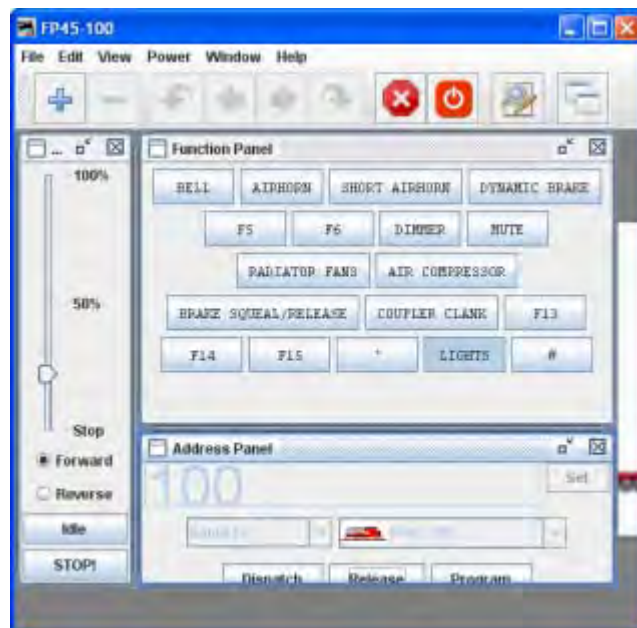 FP45-100
File Edit View Power Window Help
...
100%
50%
Stop
Forward
Reverse
Idle
STOP!
Function Panel
BELL AIRHORN SHORT AIRHORN DYNAMIC BRAKE
F5 F6 DIMMER MUTE
RADIATOR FANS AIR COMPRESSOR
BRAKE SQUEAL/RELEASE COUPLER CLANK F13
F14 F15 * LIGHTS #
Address Panel
100
Set
Dispatch Release Program